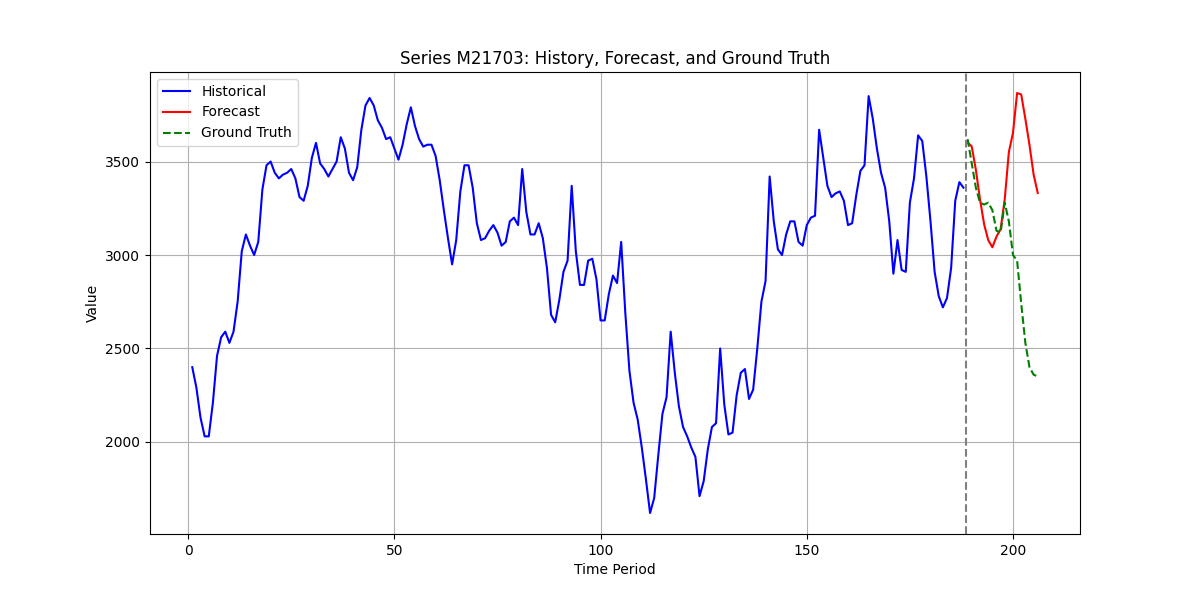 Series M21703: History, Forecast, and Ground Truth
Historical
Forecast
Ground Truth
Value
3500
3000
2500
2000
0 50 100 150 200
Time Period